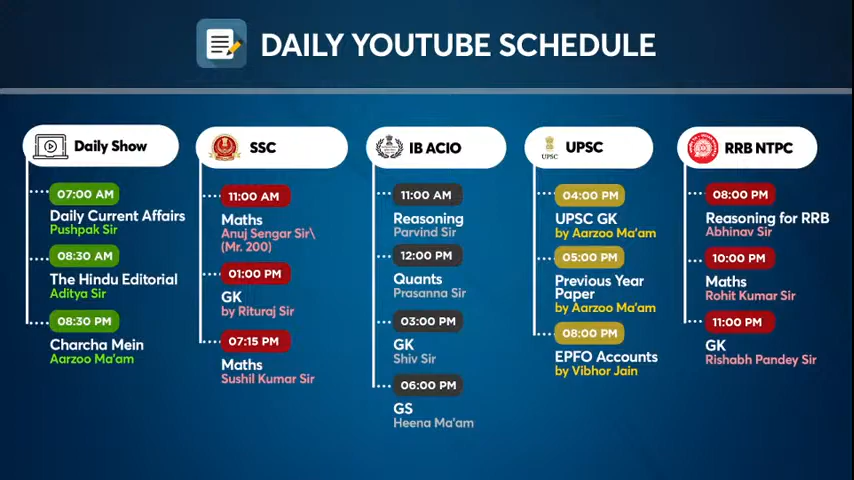 DAILY YOUTUBE SCHEDULE
Daily Show
07:00 AM
Daily Current Affairs
Pushpak Sir
08:30 AM
The Hindu Editorial
Aditya Sir
08:30 PM
Charcha Mein
Aarzoo Ma'am
SSC
11:00 AM
Maths
Anuj Sengar Sir\
(Mr. 200)
01:00 PM
GK
by Rituraj Sir
07:15 PM
Maths
Sushil Kumar Sir
IB ACIO
11:00 AM
Reasoning
Parvind Sir
12:00 PM
Quants
Prasanna Sir
03:00 PM
GK
Shiv Sir
06:00 PM
GS
Heena Ma'am
UPSC
UPSC
04:00 PM
UPSC GK
by Aarzoo Ma'am
05:00 PM
Previous Year
Paper
by Aarzoo Ma'am
08:00 PM
EPFO Accounts
by Vibhor Jain
RRB NTPC
08:00 PM
Reasoning for RRB
Abhinav Sir
10:00 PM
Maths
Rohit Kumar Sir
11:00 PM
GK
Rishabh Pandey Sir